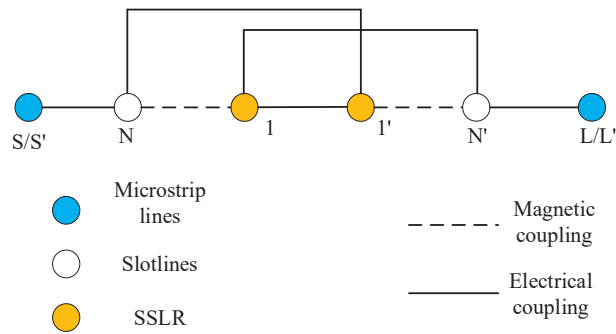 S/S'
N
1
1'
N'
L/L'
Microstrip
lines
Slotlines
SSLR
Magnetic
coupling
Electrical
coupling